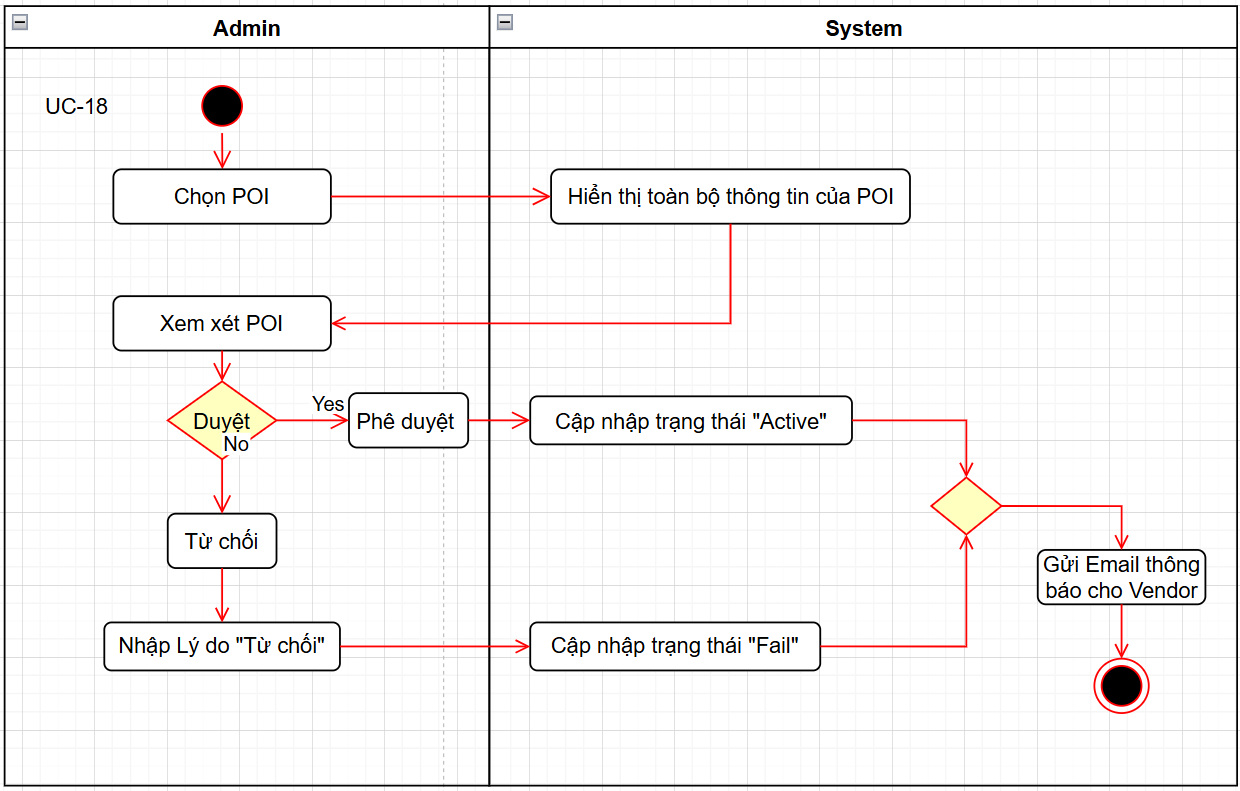 Admin
System
UC-18
Chọn POI
Hiển thị toàn bộ thông tin của POI
Xem xét POI
Yes
Duyệt
No
Phê duyệt
Cập nhập trạng thái "Active"
Từ chối
Gửi Email thông
báo cho Vendor
Nhập Lý do "Từ chối"
Cập nhập trạng thái "Fail"